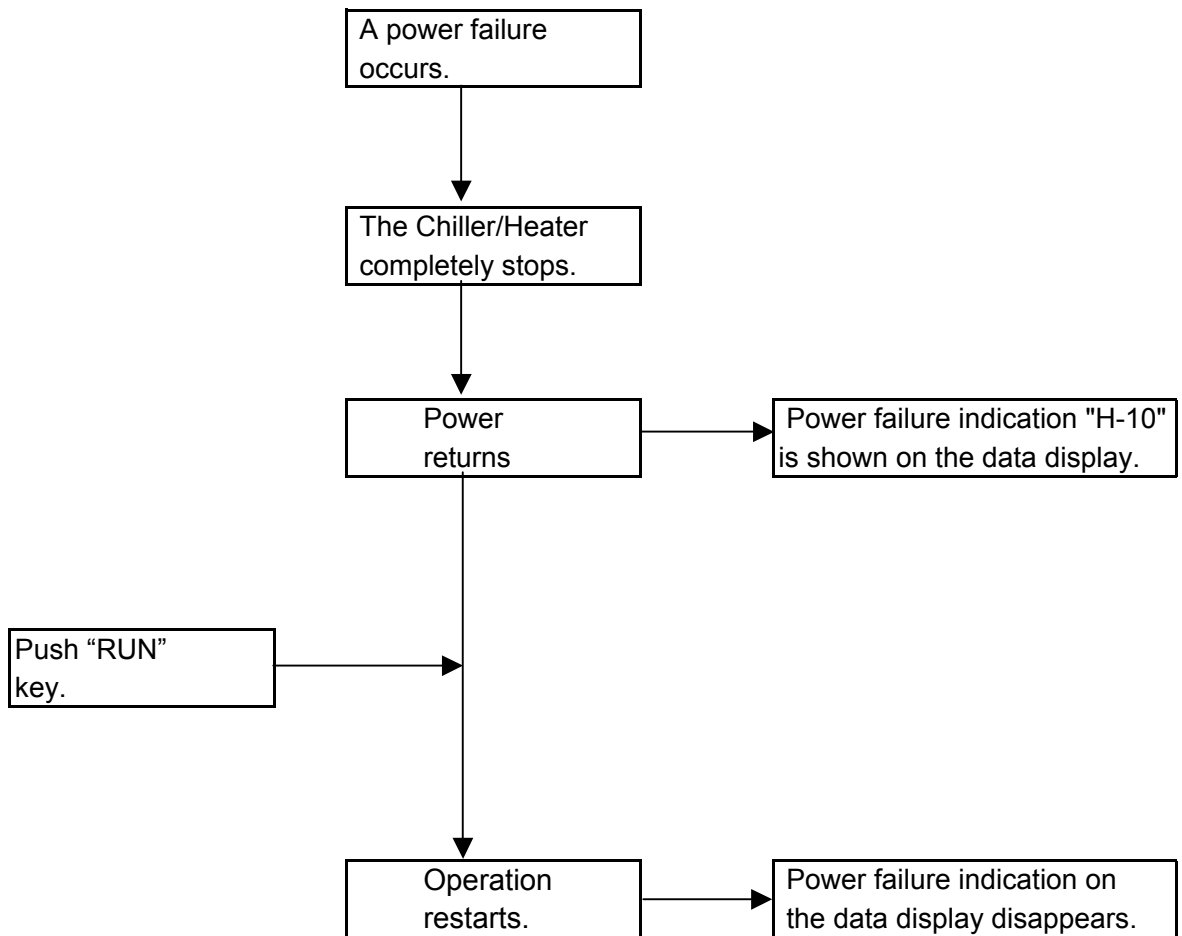 A power failure
occurs.
The Chiller/Heater
completely stops.
Power
returns
Power failure indication "H-10"
is shown on the data display.
Push “RUN”
key.
Operation
restarts.
Power failure indication on
the data display disappears.